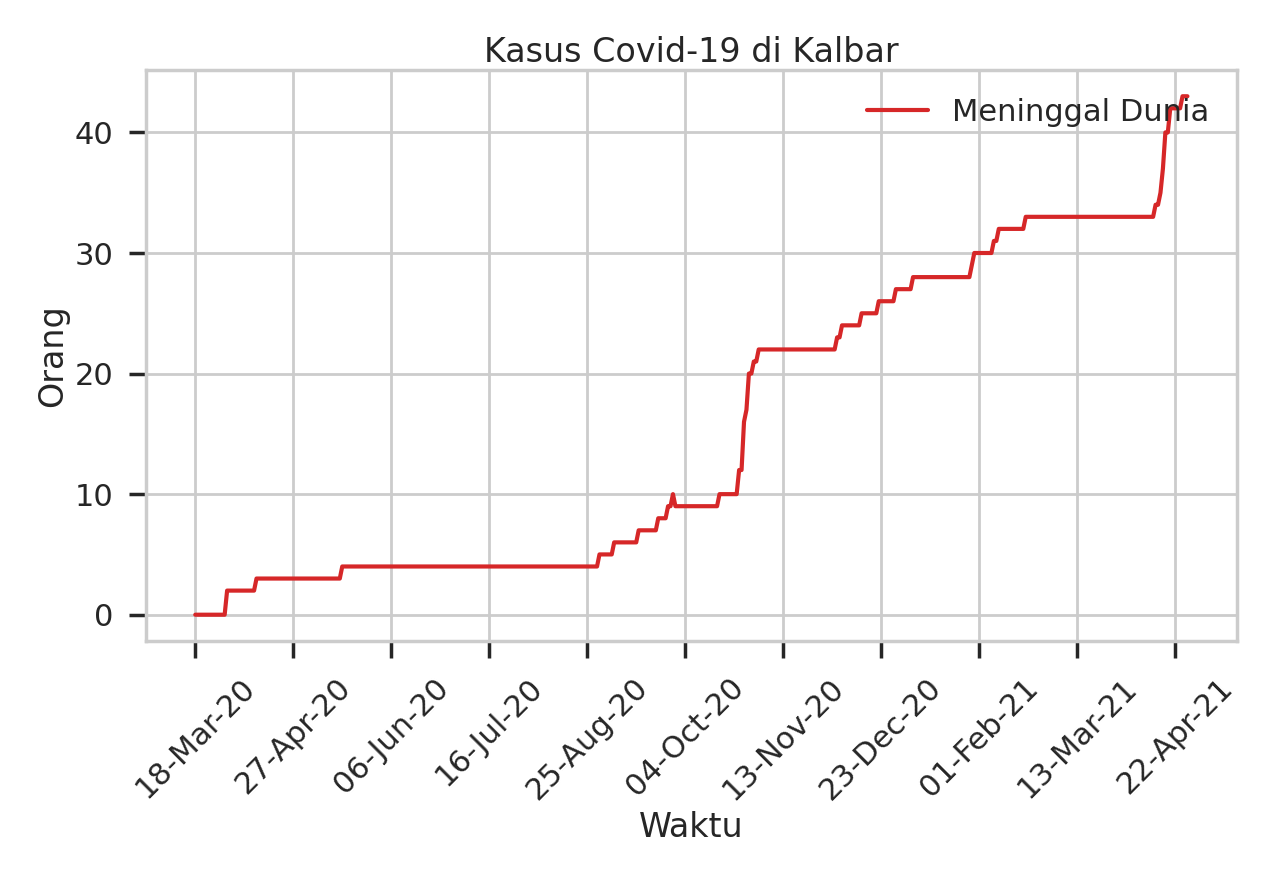 Kasus Covid-19 di Kalbar
Meninggal Dunia
Orang
40
30
20
10
0
18-Mar-20
27-Apr-20
06-Jun-20
16-Jul-20
25-Aug-20
04-Oct-20
13-Nov-20
23-Dec-20
01-Feb-21
13-Mar-21
22-Apr-21
Waktu